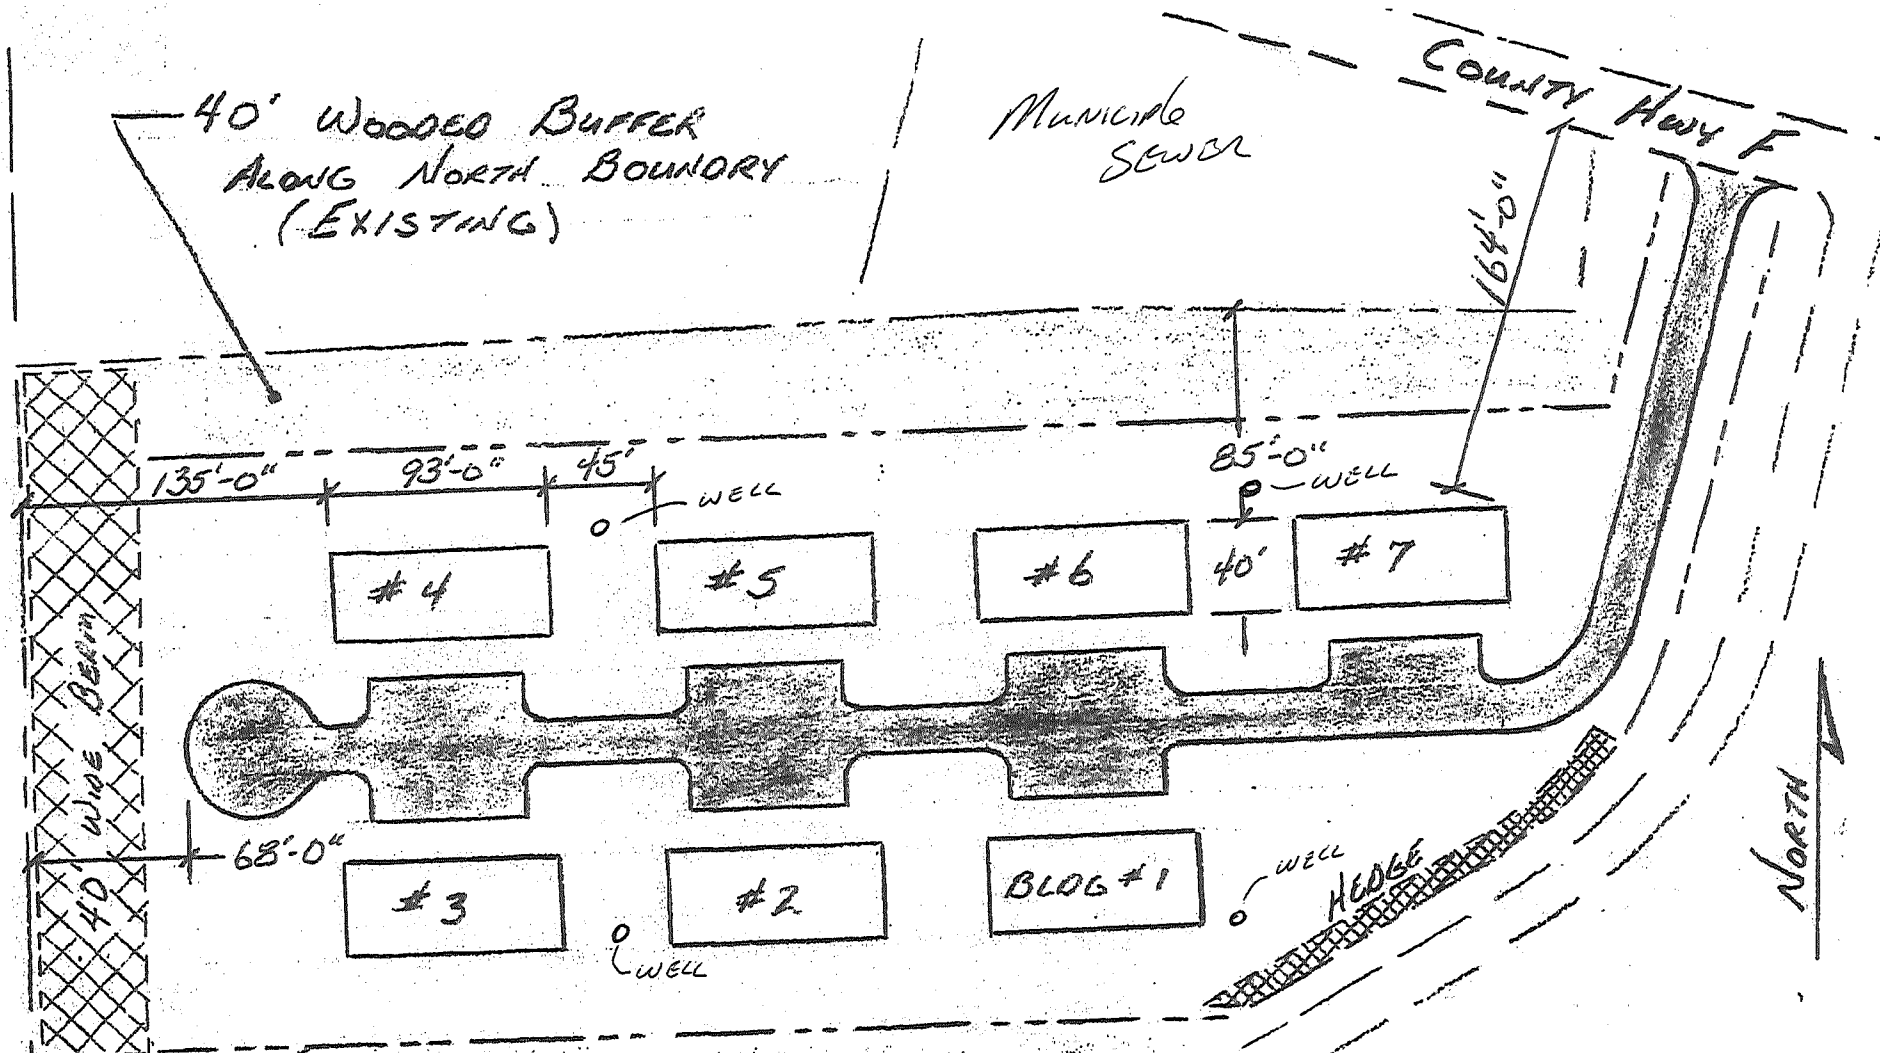 COUNTY HWY F
40' WOODED BUFFER
ALONG NORTH BOUNDRY
(EXISTING)
MUNICIPLE
SEWER
164'-0"
135'-0"
93'-0"
45'
85'-0"
WELL
WELL
#4
#5
#6
40'
#7
40' WIDE BERM
68'-0"
#3
#2
BLDG #1
WELL
HEDGE
WELL
NORTH